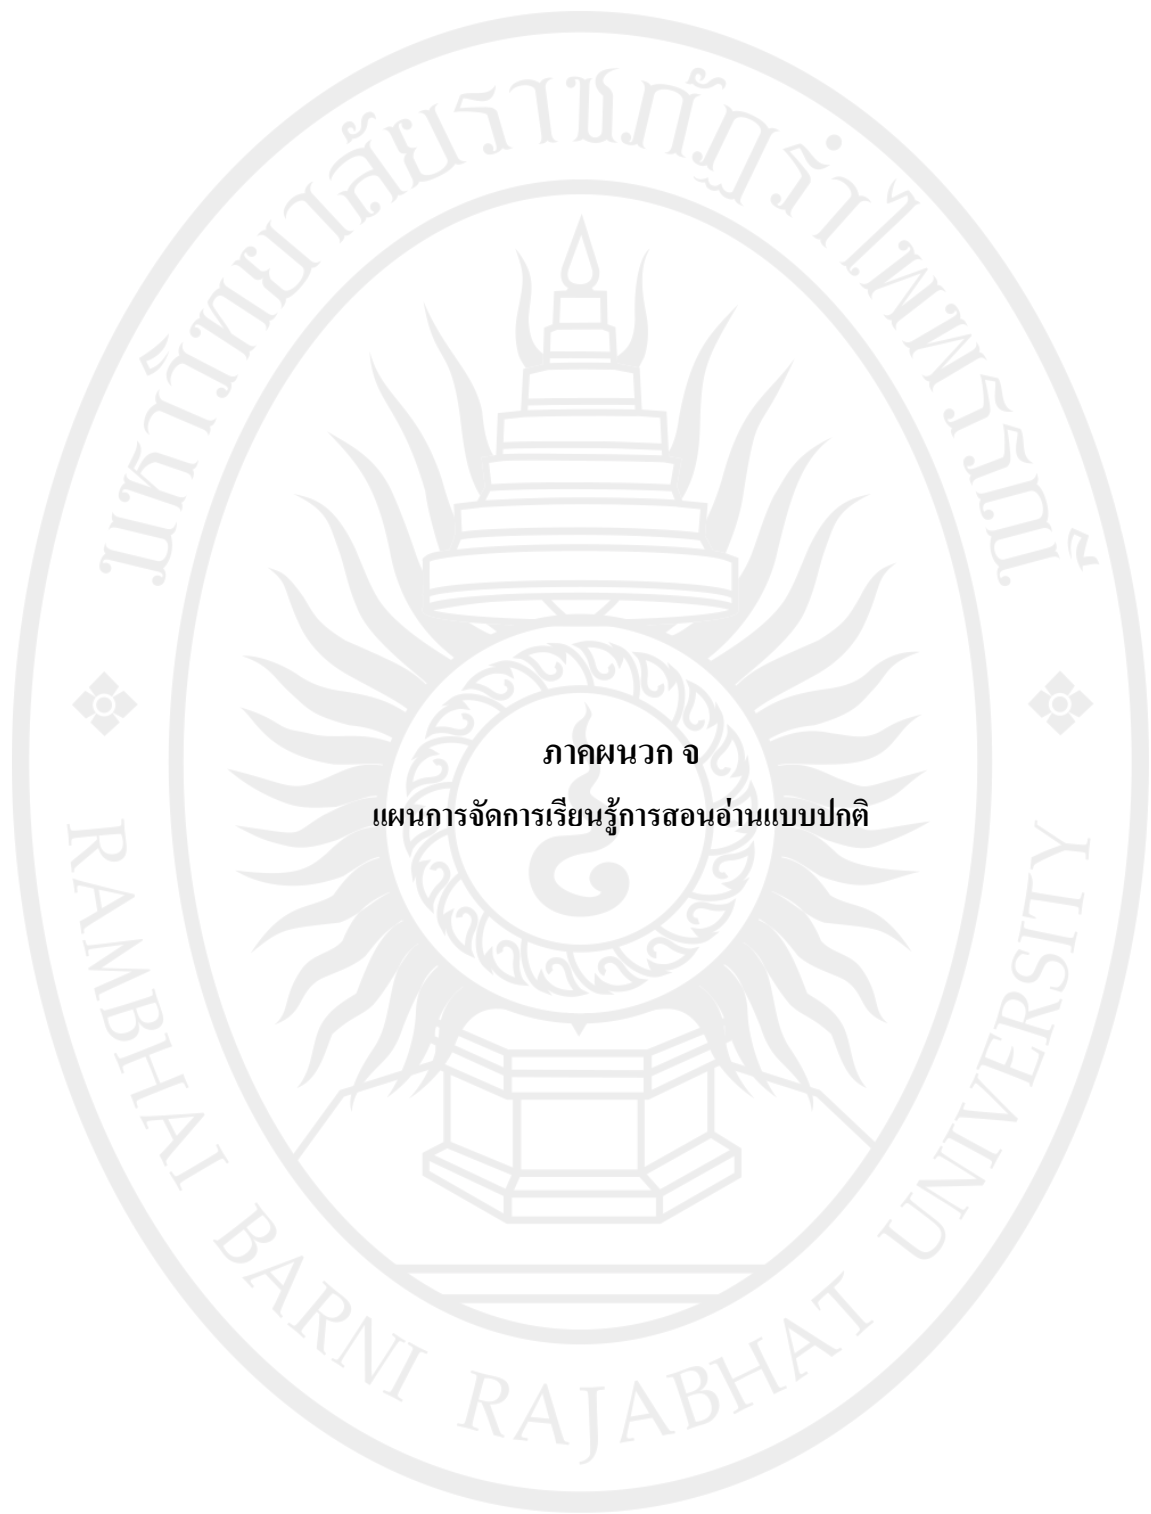 มหาวิทยาลัยราชภัฏรำไพพรรณี
ภาคผนวก จ
แผนการจัดการเรียนรู้การสอนอ่านแบบปกติ
RAMBHAI BARNI RAJABHAT UNIVERSITY